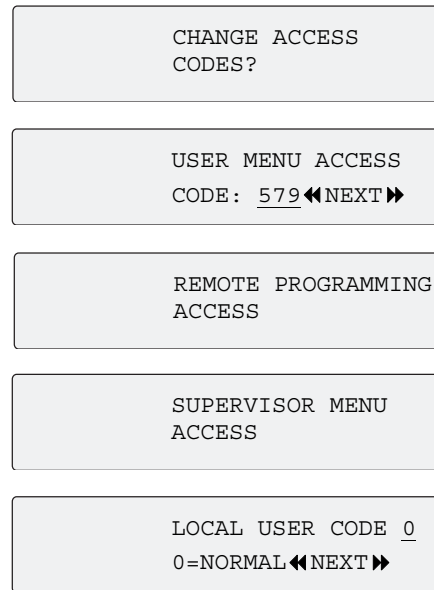 CHANGE ACCESS
CODES?
USER MENU ACCESS
CODE: 579⏪NEXT⏩
REMOTE PROGRAMMING
ACCESS
SUPERVISOR MENU
ACCESS
LOCAL USER CODE 0
0=NORMAL⏪NEXT⏩